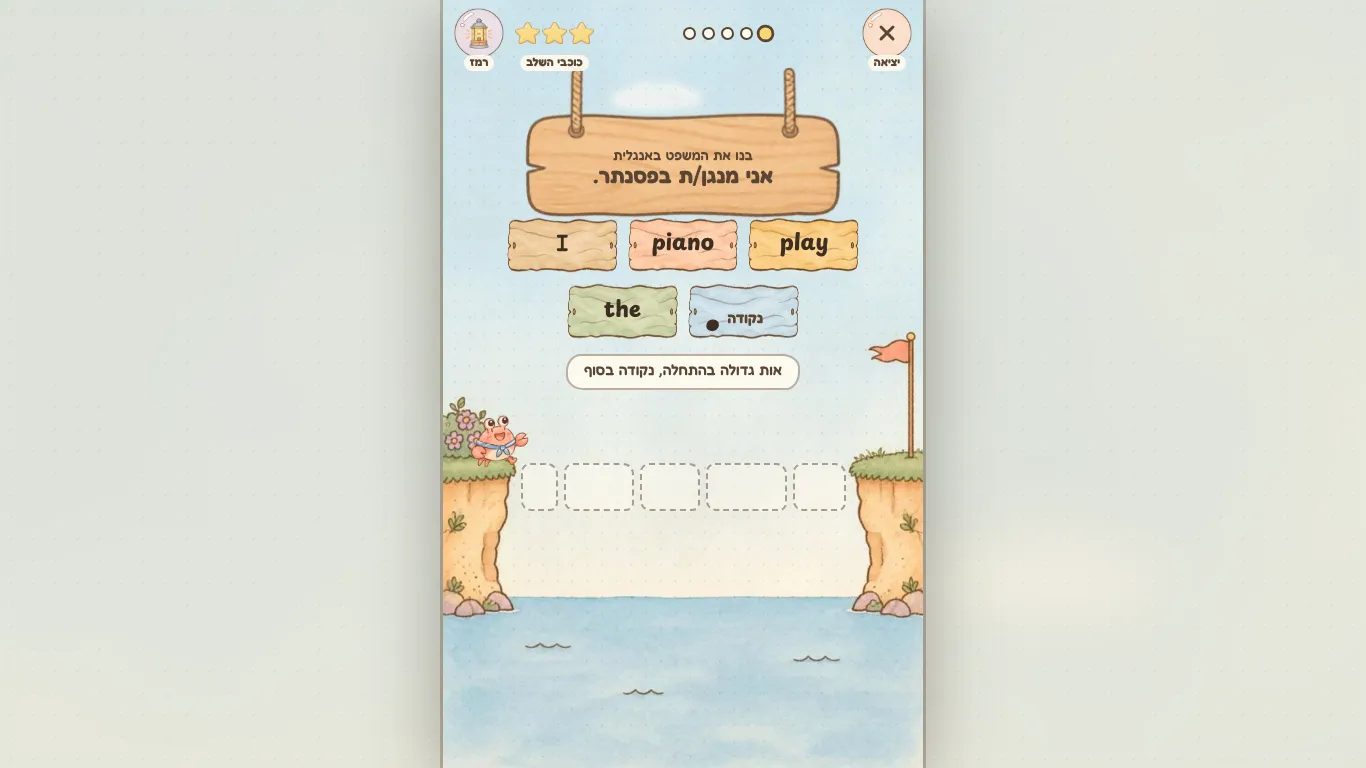 רמז
כוכבי השלב
יציאה
בנו את המשפט באנגלית
אני מנגן/ת בפסנתר.
I
piano
play
the
נקודה
אות גדולה בהתחלה, נקודה בסוף